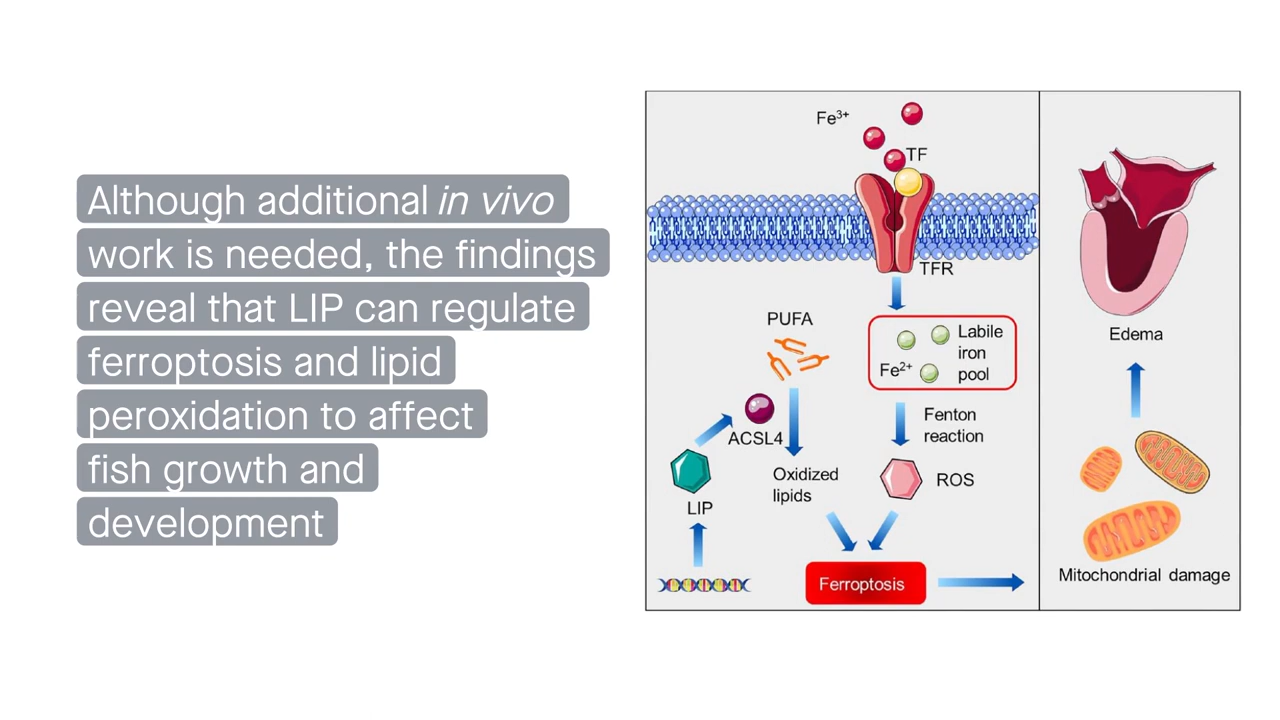 Although additional in vivo
work is needed, the findings
reveal that LIP can regulate
ferroptosis and lipid
peroxidation to affect
fish growth and
development
Fe³⁺
TF
TFR
PUFA
Labile
iron
pool
Fe²⁺
ACSL4
Fenton
reaction
Oxidized
lipids
ROS
LIP
Ferroptosis
Edema
Mitochondrial damage